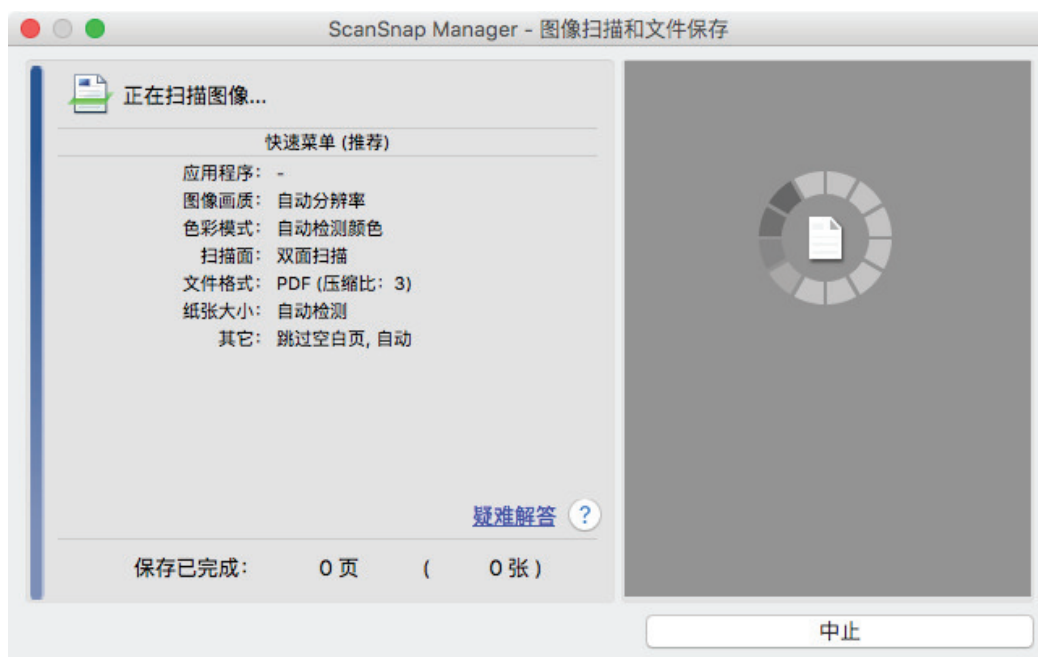 ScanSnap Manager - 图像扫描和文件保存
正在扫描图像...
快速菜单 (推荐)
应用程序： -
图像画质： 自动分辨率
色彩模式： 自动检测颜色
扫描面： 双面扫描
文件格式： PDF (压缩比：3)
纸张大小： 自动检测
其它： 跳过空白页, 自动
疑难解答 ?
保存已完成： 0 页 ( 0 张 )
中止